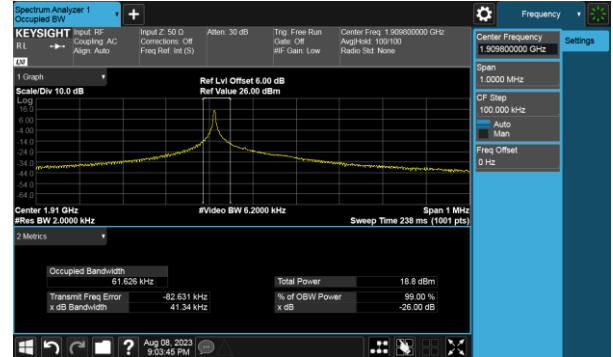 Spectrum Analyzer 1
Occupied BW
Frequency
KEYSIGHT
RL
Input: RF
Coupling: AC
Align: Auto
Input Z: 50 Ω
Corrections: Off
Freq Ref: Int (S)
Atten: 30 dB
Trig: Free Run
Gate: Off
#IF Gain: Low
Center Freq: 1.909800000 GHz
Avg|Hold: 100/100
Radio Std: None
LXI
1 Graph
Scale/Div 10.0 dB
Ref Lvl Offset 6.00 dB
Ref Value 26.00 dBm
Log
16.0
6.00
-4.00
-14.0
-24.0
-34.0
-44.0
-54.0
-64.0
Center 1.91 GHz
#Res BW 2.0000 kHz
#Video BW 6.2000 kHz
Span 1 MHz
Sweep Time 238 ms (1001 pts)
2 Metrics
Occupied Bandwidth
61.626 kHz
Total Power 18.8 dBm
Transmit Freq Error -82.631 kHz
% of OBW Power 99.00 %
x dB Bandwidth 41.34 kHz
x dB -26.00 dB
Center Frequency
1.909800000 GHz
Settings
Span
1.0000 MHz
CF Step
100.000 kHz
Auto
Man
Freq Offset
0 Hz
?
Aug 08, 2023
9:03:45 PM